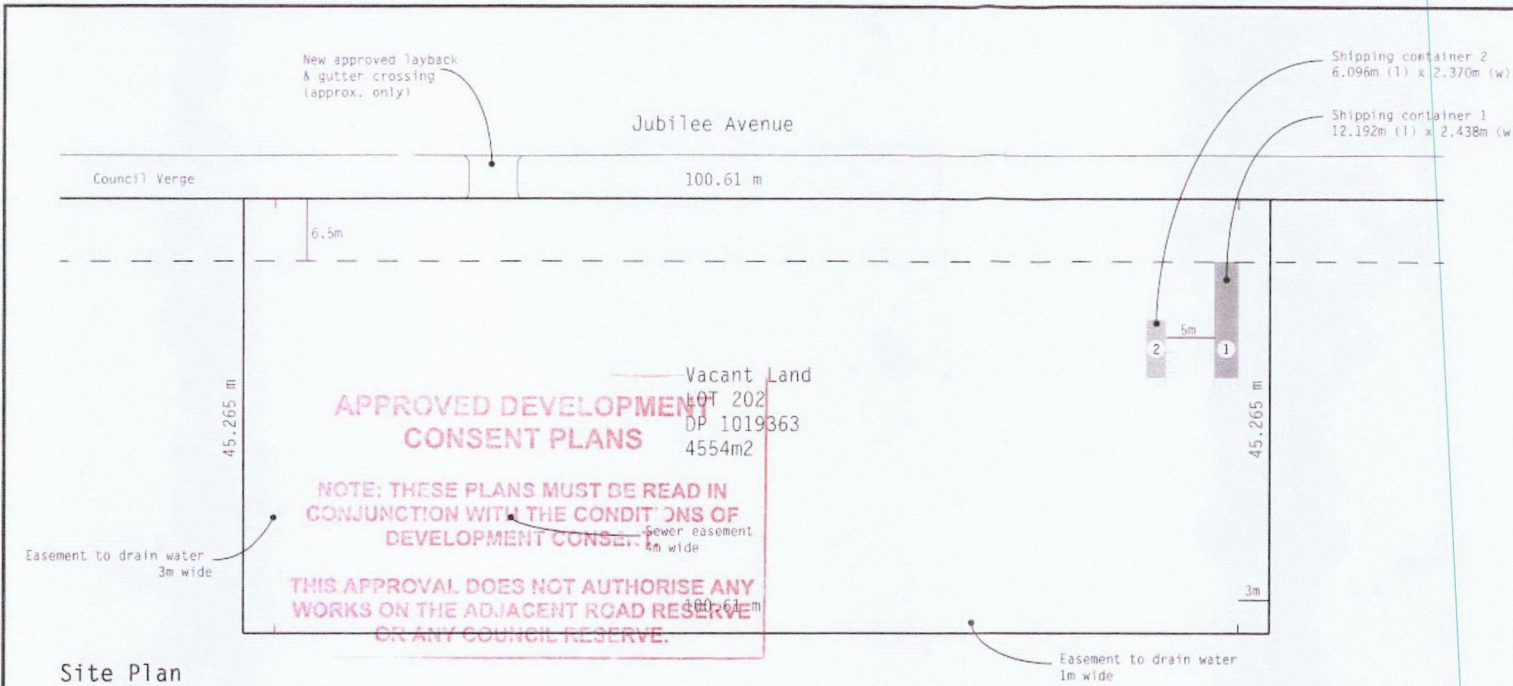 New approved layback
& gutter crossing
(approx. only)
Shipping container 2
6.096m (l) x 2.370m (w)
Shipping container 1
12.192m (l) x 2.438m (w
Jubilee Avenue
Council Verge
100.61 m
6.5m
5m
2
1
45.265 m
45.265 m
Vacant Land
LOT 202
DP 1019363
4554m2
APPROVED DEVELOPMENT
CONSENT PLANS
NOTE: THESE PLANS MUST BE READ IN
CONJUNCTION WITH THE CONDITIONS OF
DEVELOPMENT CONSENT.
Sewer easement
4m wide
Easement to drain water
3m wide
THIS APPROVAL DOES NOT AUTHORISE ANY
WORKS ON THE ADJACENT ROAD RESERVE
OR ANY COUNCIL RESERVE.
100.61 m
3m
Easement to drain water
1m wide
Site Plan